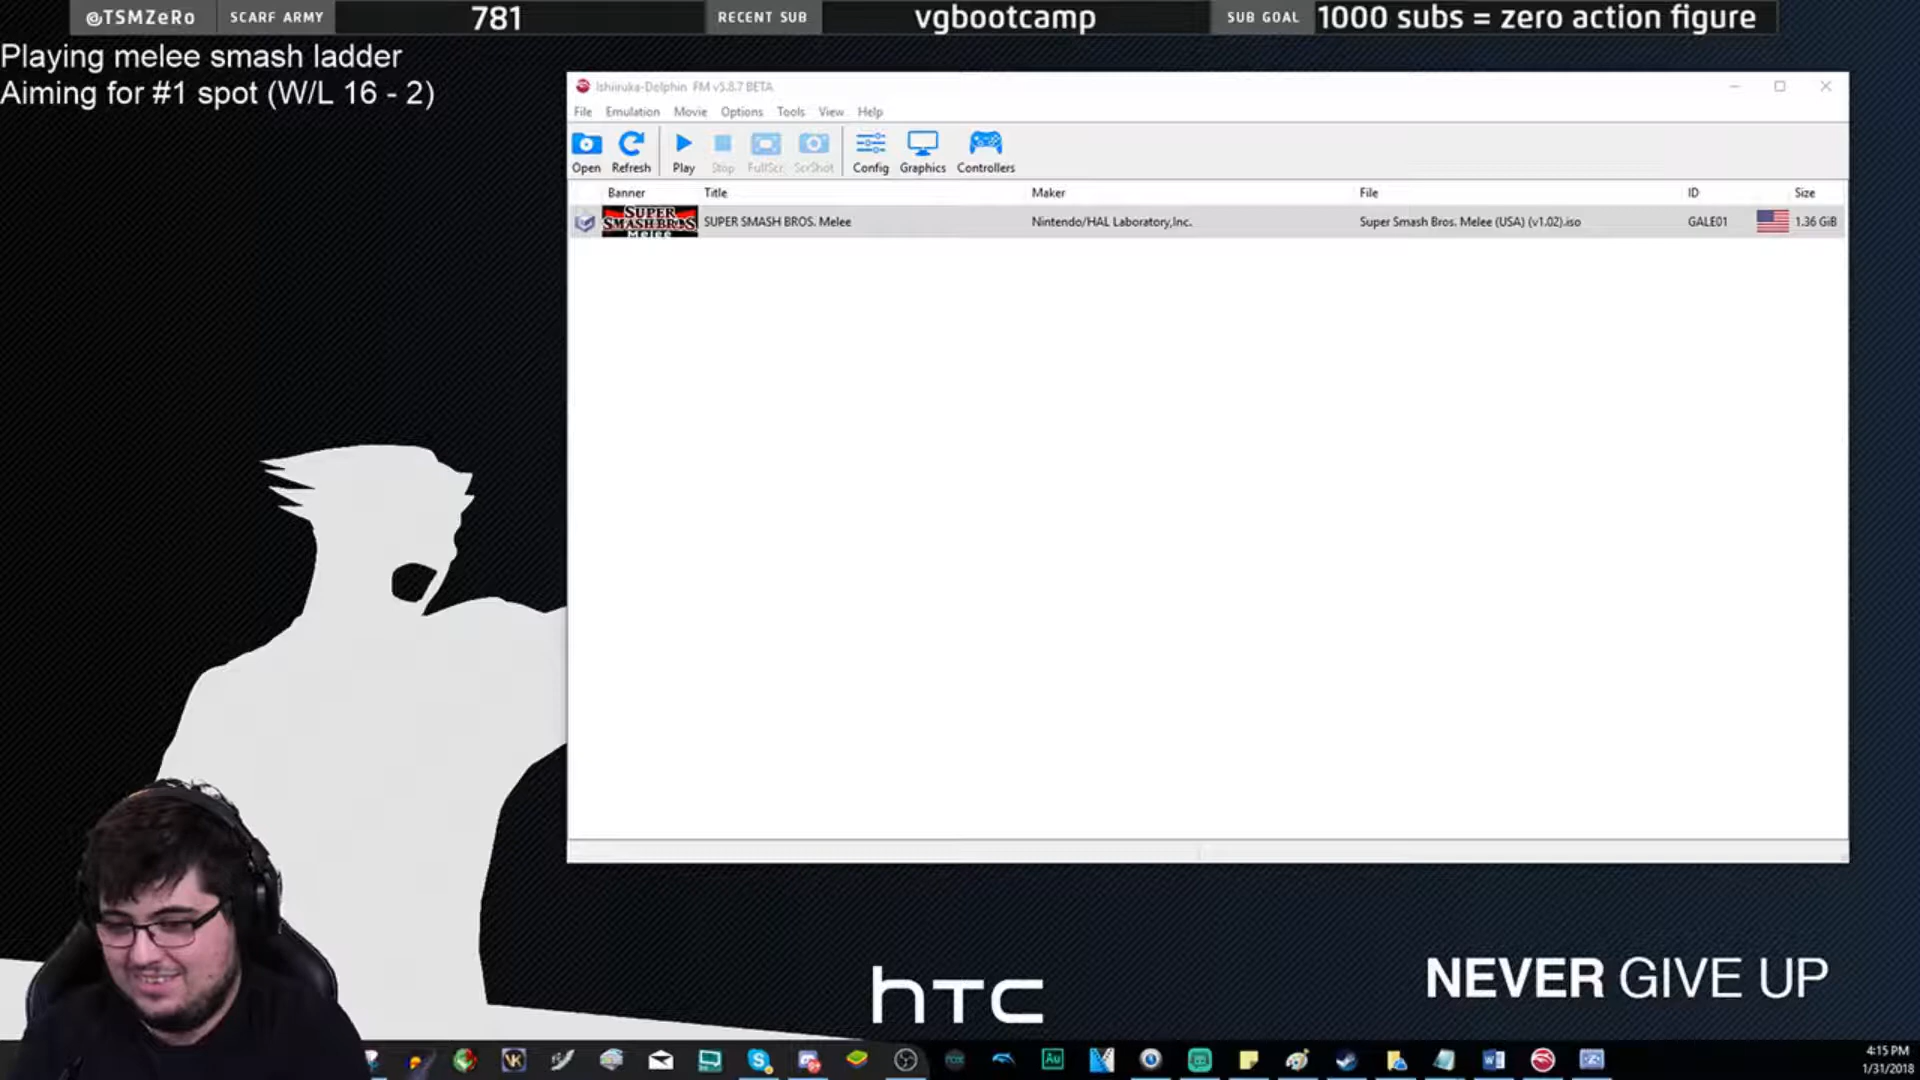 @TSMZeRo
SCARF ARMY
781
RECENT SUB
vgbootcamp
SUB GOAL
1000 subs = zero action figure
Playing melee smash ladder
Aiming for #1 spot (W/L 16 - 2)
Ishiiruka-Dolphin FM v5.8.7 BETA
File Emulation Movie Options Tools View Help
Open Refresh Play Stop FullScr ScrShot Config Graphics Controllers
Banner Title Maker File ID Size
SUPER
SMASH BROS.
Melee
SUPER SMASH BROS. Melee Nintendo/HAL Laboratory,Inc. Super Smash Bros. Melee (USA) (v1.02).iso GALE01 1.36 GiB
hTC
NEVER GIVE UP
VK
nox
Au
4:15 PM
1/31/2018